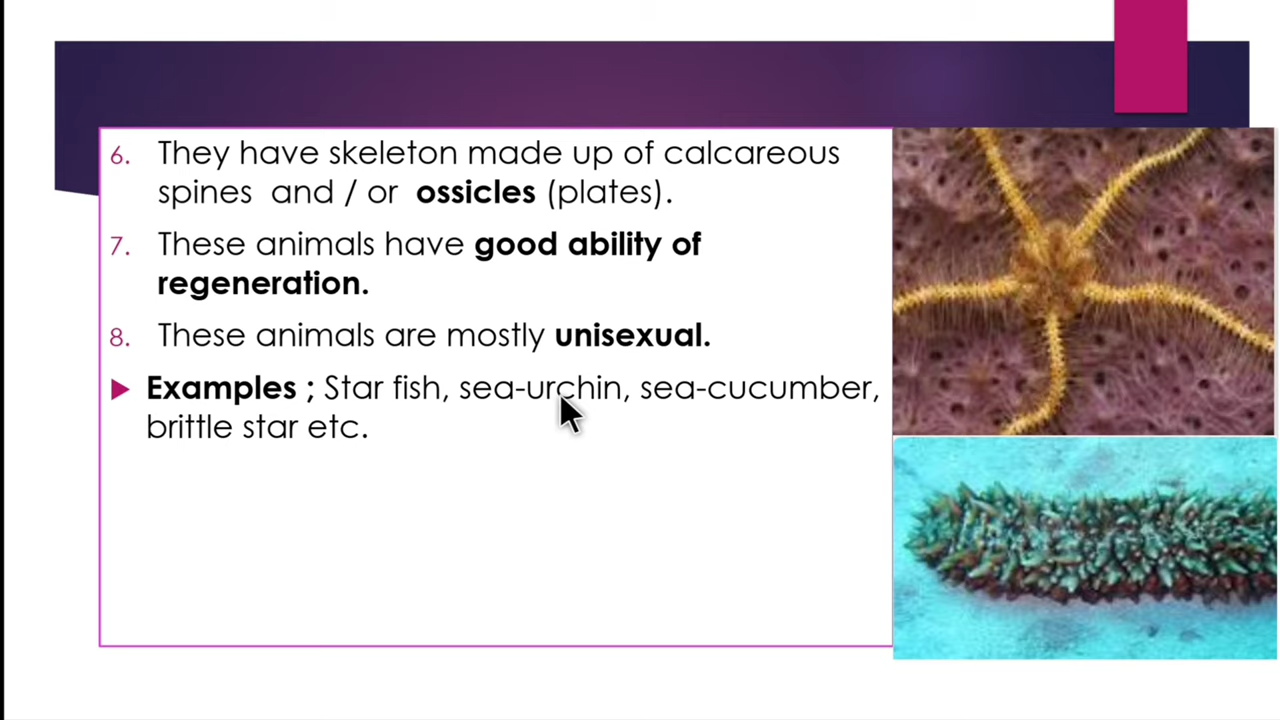 6. They have skeleton made up of calcareous
spines and / or ossicles (plates).
7. These animals have good ability of
regeneration.
8. These animals are mostly unisexual.
Examples ; Star fish, sea-urchin, sea-cucumber,
brittle star etc.